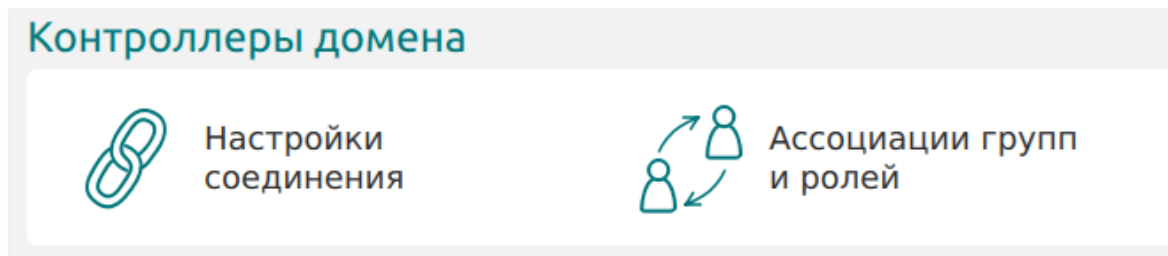 Контроллеры домена
Настройки
соединения
Ассоциации групп
и ролей